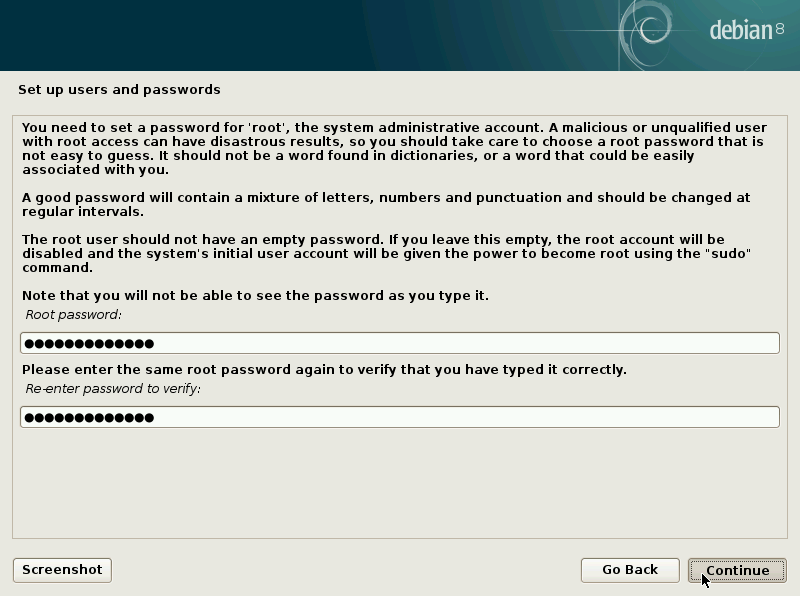 debian 8
Set up users and passwords
You need to set a password for 'root', the system administrative account. A malicious or unqualified user
with root access can have disastrous results, so you should take care to choose a root password that is
not easy to guess. It should not be a word found in dictionaries, or a word that could be easily
associated with you.
A good password will contain a mixture of letters, numbers and punctuation and should be changed at
regular intervals.
The root user should not have an empty password. If you leave this empty, the root account will be
disabled and the system's initial user account will be given the power to become root using the "sudo"
command.
Note that you will not be able to see the password as you type it.
Root password:
●●●●●●●●●●●●●
Please enter the same root password again to verify that you have typed it correctly.
Re-enter password to verify:
●●●●●●●●●●●●●
Screenshot
Go Back
Continue